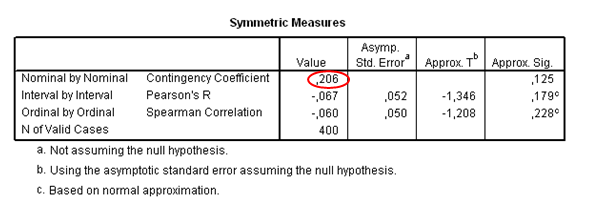 Symmetric Measures
Value Asymp. Std. Error a Approx. T b Approx. Sig.
Nominal by Nominal Contingency Coefficient ,206 ,125
Interval by Interval Pearson's R -,067 ,052 -1,346 ,179 c
Ordinal by Ordinal Spearman Correlation -,060 ,050 -1,208 ,228 c
N of Valid Cases 400
a. Not assuming the null hypothesis.
b. Using the asymptotic standard error assuming the null hypothesis.
c. Based on normal approximation.